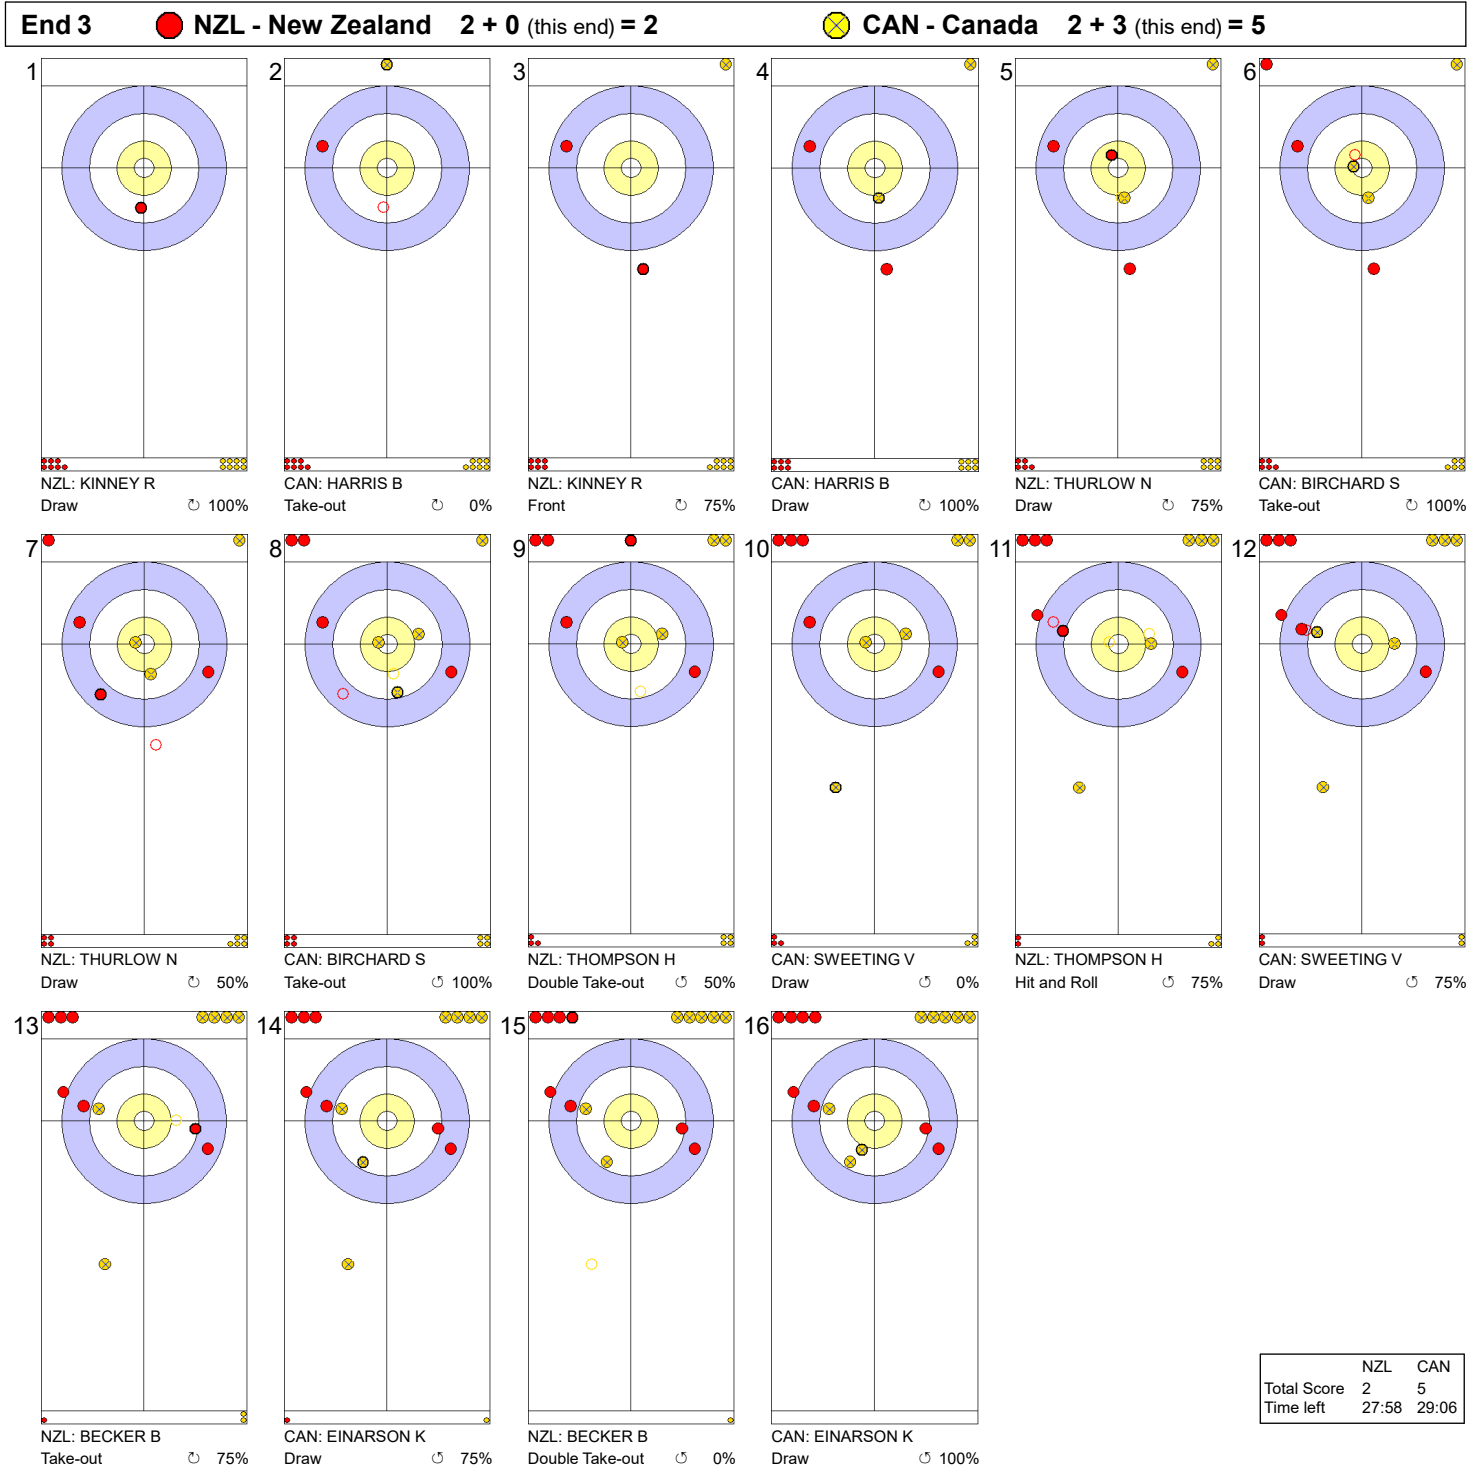 End 3 NZL - New Zealand 2 + 0 (this end) = 2 CAN - Canada 2 + 3 (this end) = 5
1 2 3 4 5 6
NZL: KINNEY R CAN: HARRIS B NZL: KINNEY R CAN: HARRIS B NZL: THURLOW N CAN: BIRCHARD S
Draw ↻ 100% Take-out ↻ 0% Front ↻ 75% Draw ↻ 100% Draw ↻ 75% Take-out ↻ 100%
7 8 9 10 11 12
NZL: THURLOW N CAN: BIRCHARD S NZL: THOMPSON H CAN: SWEETING V NZL: THOMPSON H CAN: SWEETING V
Draw ↻ 50% Take-out ↻ 100% Double Take-out ↺ 50% Draw ↺ 0% Hit and Roll ↺ 75% Draw ↻ 75%
13 14 15 16
NZL: BECKER B CAN: EINARSON K NZL: BECKER B CAN: EINARSON K
Take-out ↻ 75% Draw ↺ 75% Double Take-out ↺ 0% Draw ↺ 100%
NZL CAN
Total Score 2 5
Time left 27:58 29:06